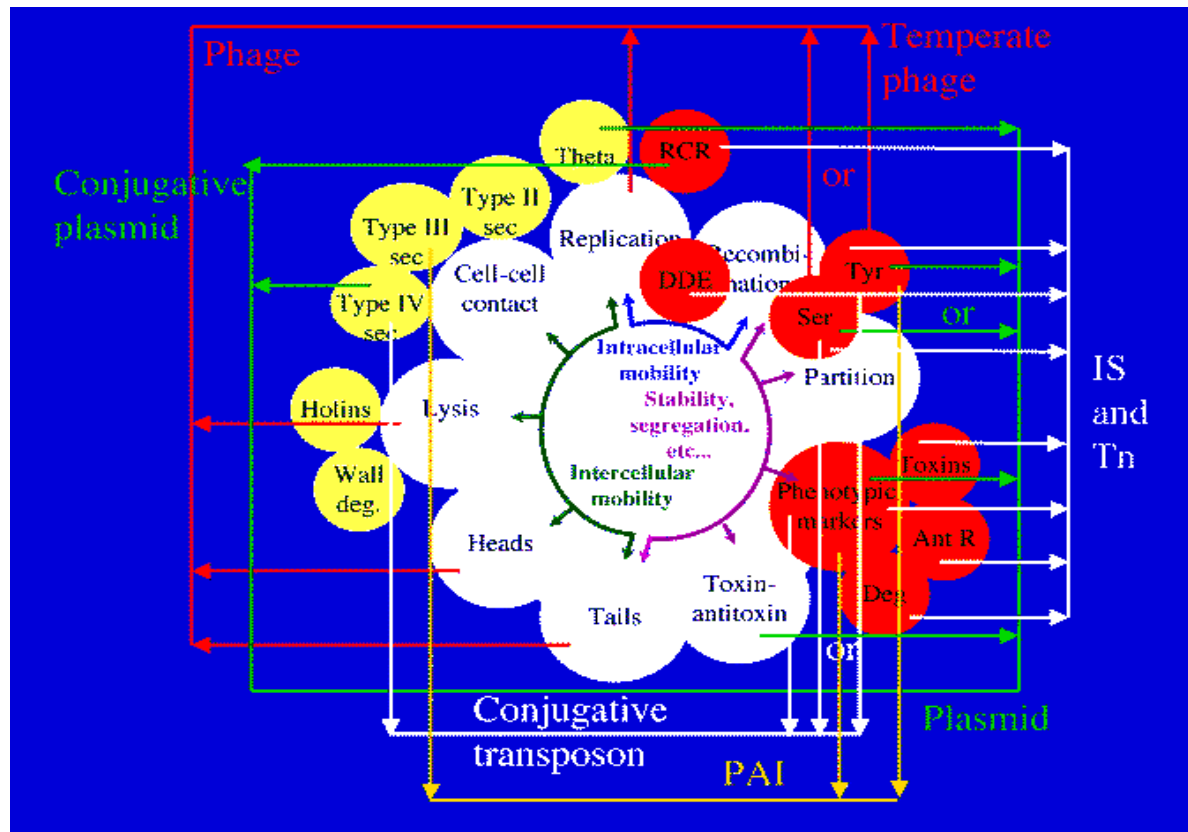 Phage
Temperate
phage
Theta
RCR
or
Conjugative
plasmid
Type II
sec
Type III
sec
Replication
Recombi-
nation
Tyr
Cell-cell
contact
DDE
Type IV
sec
Ser
or
Intracellular
mobility
Partition
IS
and
Tn
Stability,
segregation,
etc...
Holins
Lysis
Toxins
Wall
deg.
Intercellular
mobility
Phenotypic
markers
Ant R
Heads
Deg
Toxin-
antitoxin
Tails
or
Conjugative
transposon
Plasmid
PAI